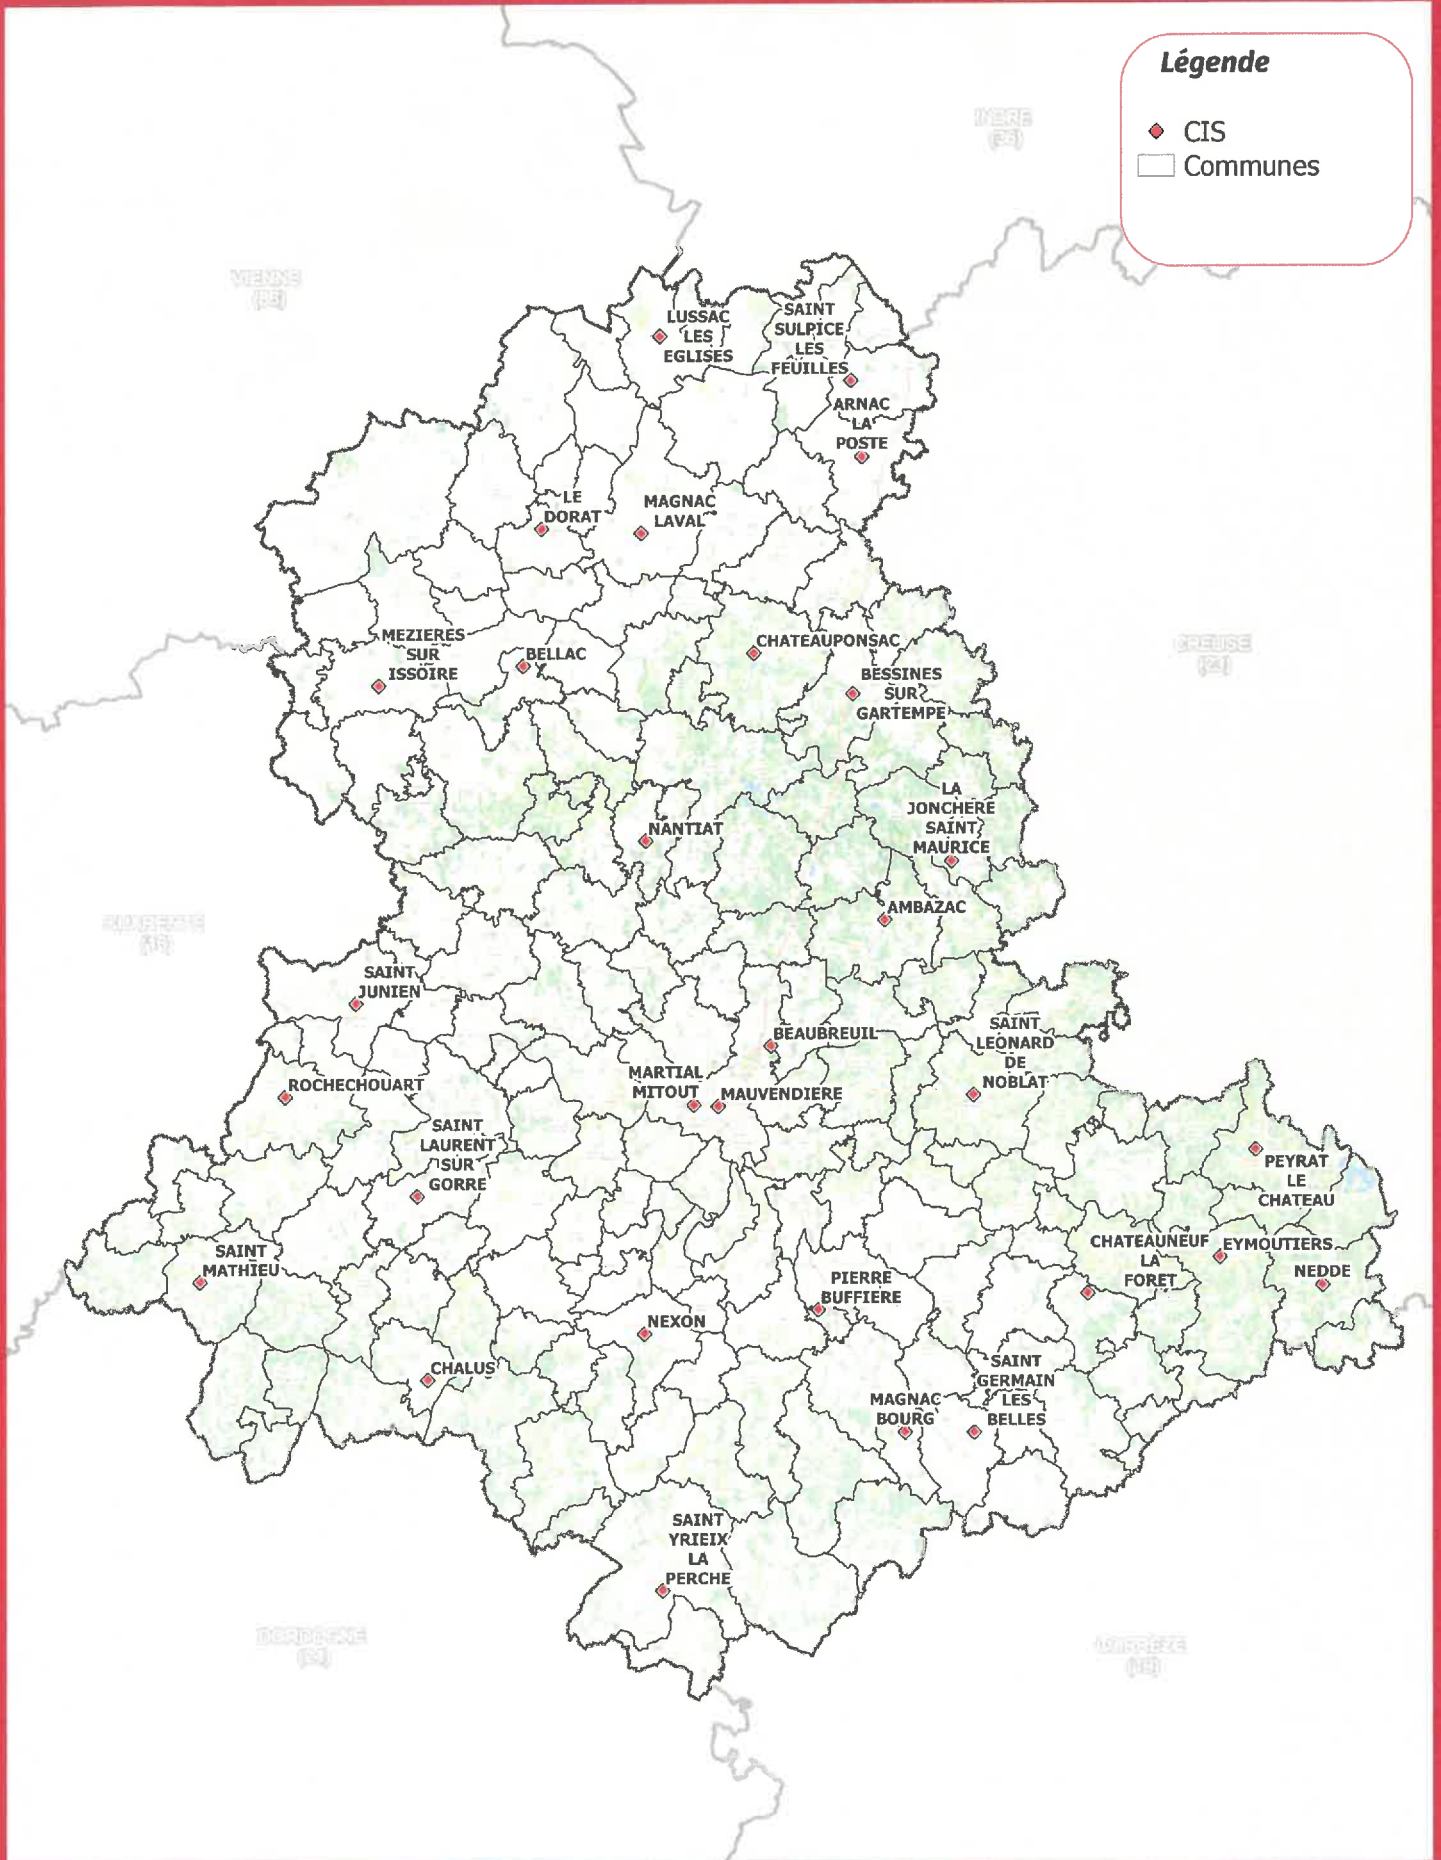 Légende
CIS
Communes
INDRE
(36)
VIENNE
(86)
LUSSAC
LES
EGLISES
SAINT
SULPICE
LES
FEUILLES
ARNAC
LA
POSTE
LE
DORAT
MAGNAC
LAVAL
MEZIERES
SUR
ISSOIRE
BELLAC
CHATEAUPONSAC
BESSINES
SUR
GARTEMPE
CREUSE
(23)
LA
JONCHERE
SAINT
MAURICE
NANTIAT
AMBAZAC
CHARENTE
(16)
SAINT
JUNIEN
BEAUBREUIL
SAINT
LEONARD
DE
NOBLAT
ROCHECHOUART
MARTIAL
MITOUT
MAUVENDIERE
SAINT
LAURENT
SUR
GORRE
PEYRAT
LE
CHATEAU
SAINT
MATHIEU
CHATEAUNEUF
LA
FORET
EYMOUTIERS
NEDDE
PIERRE
BUFFIERE
NEXON
CHALUS
SAINT
GERMAIN
LES
BELLES
MAGNAC
BOURG
SAINT
YRIEIX
LA
PERCHE
DORDOGNE
(24)
CORRÈZE
(19)